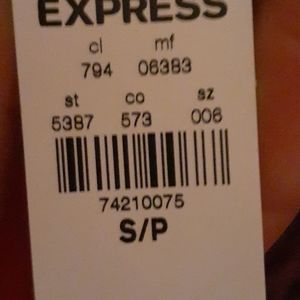 EXPRESS
cl mf
794 06383
st co sz
5387 573 006
74210075
S/P